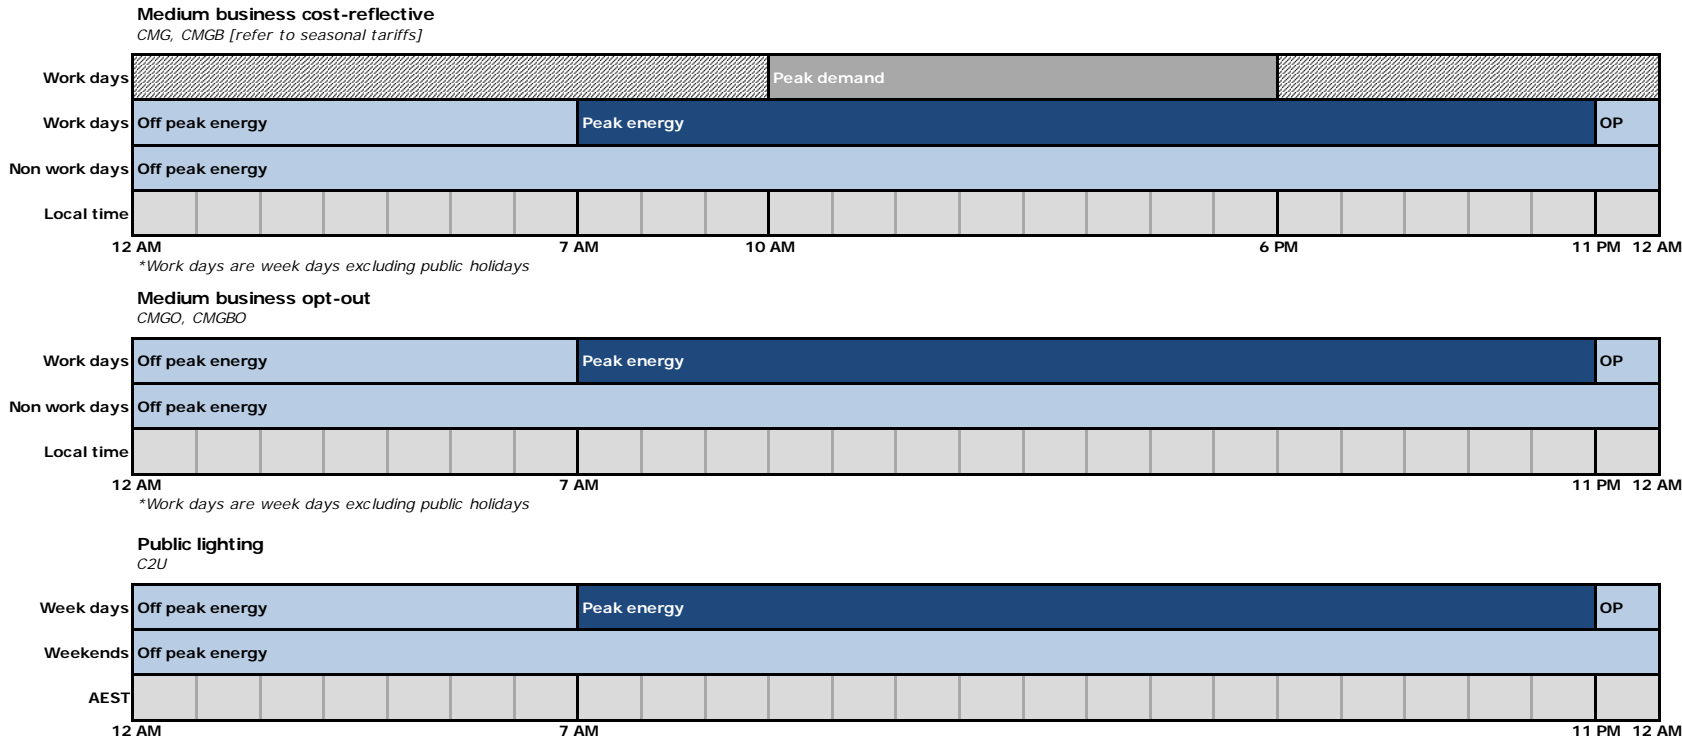 Medium business cost-reflective
CMG, CMGB [refer to seasonal tariffs]
Work days Peak demand
Work days Off peak energy Peak energy OP
Non work days Off peak energy
Local time
12 AM 7 AM 10 AM 6 PM 11 PM 12 AM
*Work days are week days excluding public holidays
Medium business opt-out
CMGO, CMGBO
Work days Off peak energy Peak energy OP
Non work days Off peak energy
Local time
12 AM 7 AM 11 PM 12 AM
*Work days are week days excluding public holidays
Public lighting
C2U
Week days Off peak energy Peak energy OP
Weekends Off peak energy
AEST
12 AM 7 AM 11 PM 12 AM